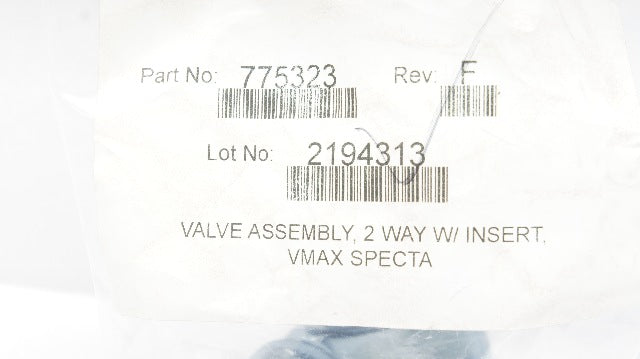 Part No: 775323 Rev: F
Lot No: 2194313
VALVE ASSEMBLY, 2 WAY W/ INSERT,
VMAX SPECTA